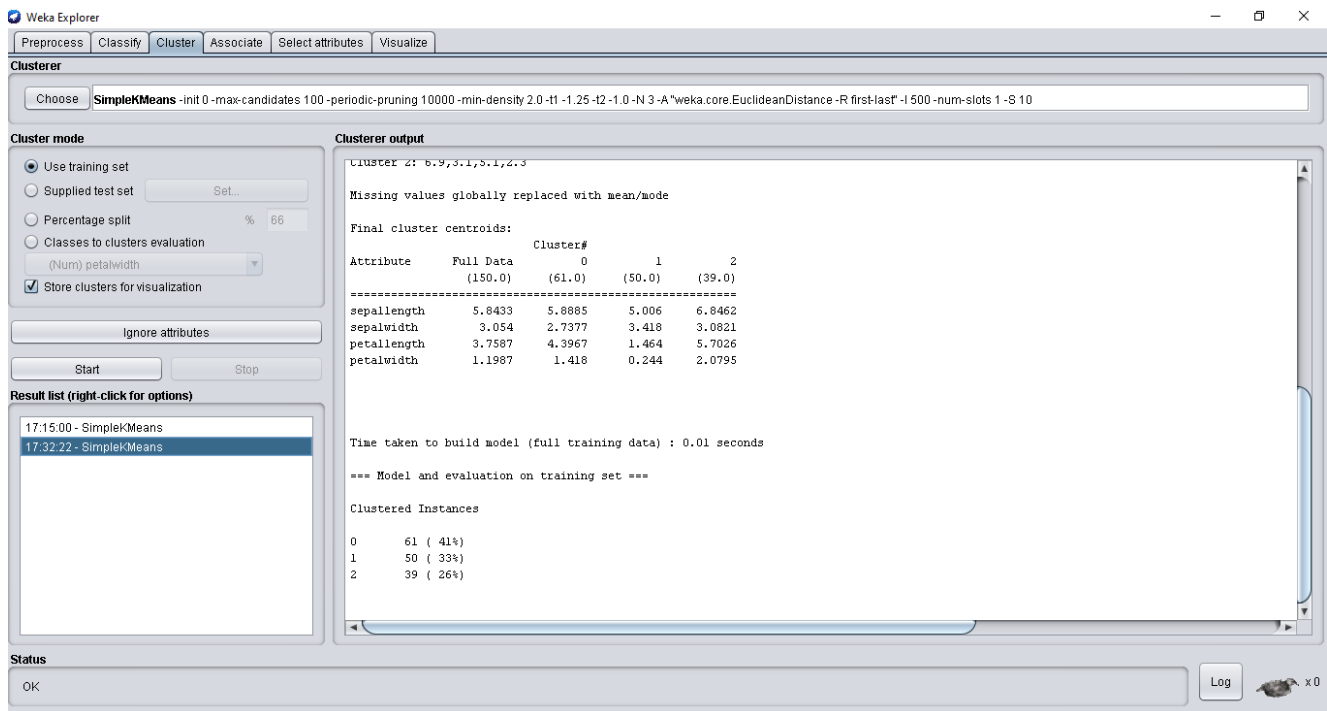 Weka Explorer
Preprocess Classify Cluster Associate Select attributes Visualize
Clusterer
Choose SimpleKMeans -init 0 -max-candidates 100 -periodic-pruning 10000 -min-density 2.0 -t1 -1.25 -t2 -1.0 -N 3 -A "weka.core.EuclideanDistance -R first-last" -I 500 -num-slots 1 -S 10
Cluster mode
Use training set
Supplied test set Set...
Percentage split % 66
Classes to clusters evaluation
(Num) petalwidth
Store clusters for visualization
Ignore attributes
Start Stop
Result list (right-click for options)
17:15:00 - SimpleKMeans
17:32:22 - SimpleKMeans
Clusterer output
Cluster 2: 6.9,3.1,5.1,2.3
Missing values globally replaced with mean/mode
Final cluster centroids:
Cluster#
Attribute Full Data 0 1 2
(150.0) (61.0) (50.0) (39.0)
=========================================================
sepallength 5.8433 5.8885 5.006 6.8462
sepalwidth 3.054 2.7377 3.418 3.0821
petallength 3.7587 4.3967 1.464 5.7026
petalwidth 1.1987 1.418 0.244 2.0795
Time taken to build model (full training data) : 0.01 seconds
=== Model and evaluation on training set ===
Clustered Instances
0 61 ( 41%)
1 50 ( 33%)
2 39 ( 26%)
Status
OK
Log x 0